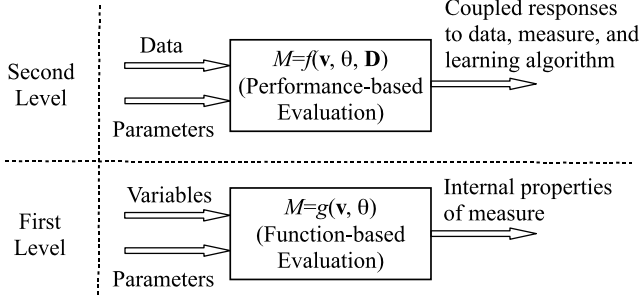 Second
Level
Data
Parameters
M=f(v, θ, D)
(Performance-based
Evaluation)
Coupled responses
to data, measure, and
learning algorithm
First
Level
Variables
Parameters
M=g(v, θ)
(Function-based
Evaluation)
Internal properties
of measure